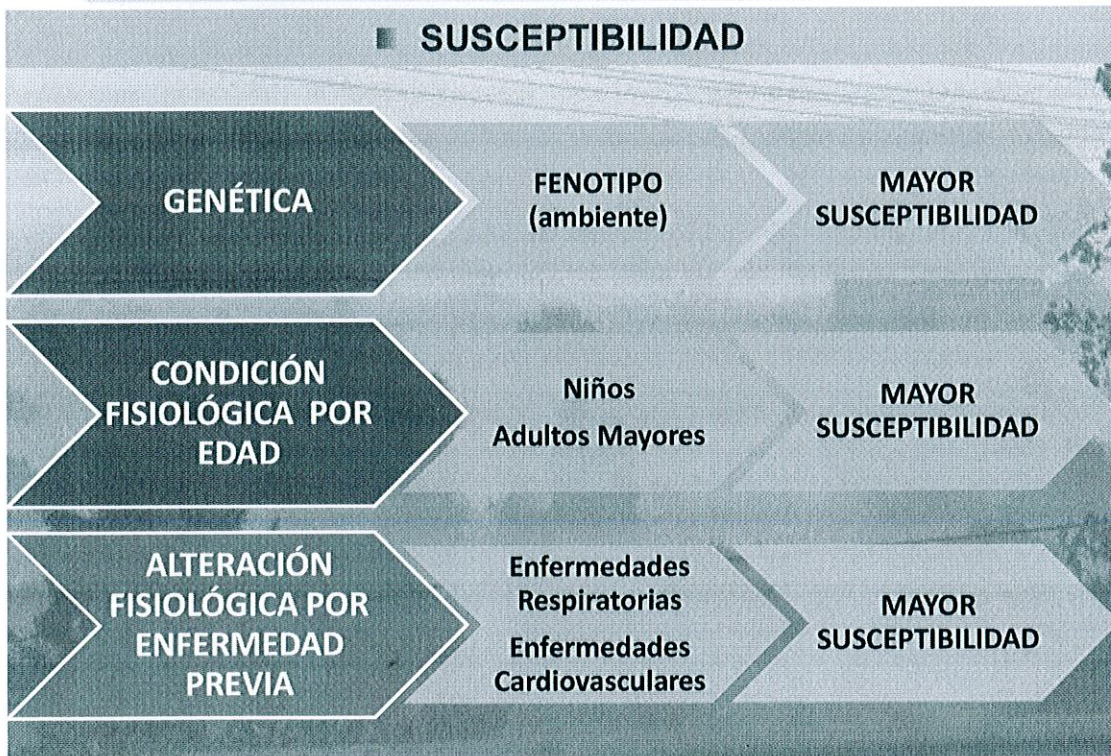 SUSCEPTIBILIDAD
GENÉTICA
FENOTIPO
(ambiente)
MAYOR
SUSCEPTIBILIDAD
CONDICIÓN
FISIOLÓGICA POR
EDAD
Niños
Adultos Mayores
MAYOR
SUSCEPTIBILIDAD
ALTERACIÓN
FISIOLÓGICA POR
ENFERMEDAD
PREVIA
Enfermedades
Respiratorias
Enfermedades
Cardiovasculares
MAYOR
SUSCEPTIBILIDAD